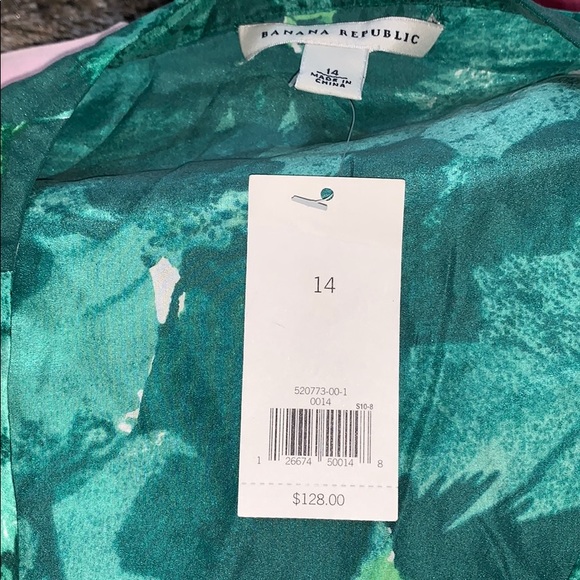 BANANA REPUBLIC
14
MADE IN
CHINA
14
520773-00-1
0014
S10-8
1 26674 50014 8
$128.00